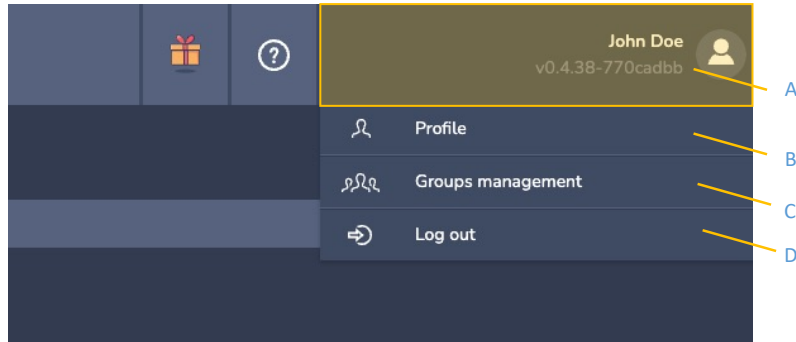 John Doe
v0.4.38-770cadbb
A
Profile
B
Groups management
C
Log out
D
?